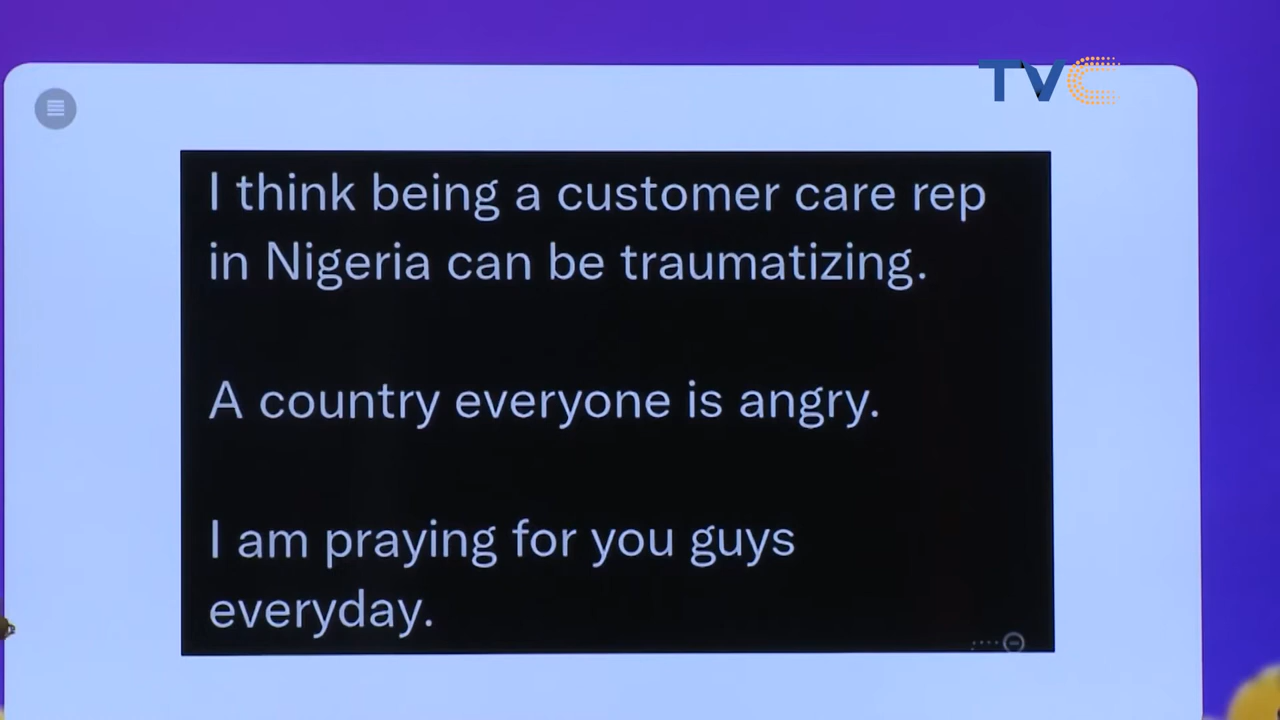 TVC
I think being a customer care rep
in Nigeria can be traumatizing.
A country everyone is angry.
I am praying for you guys
everyday.